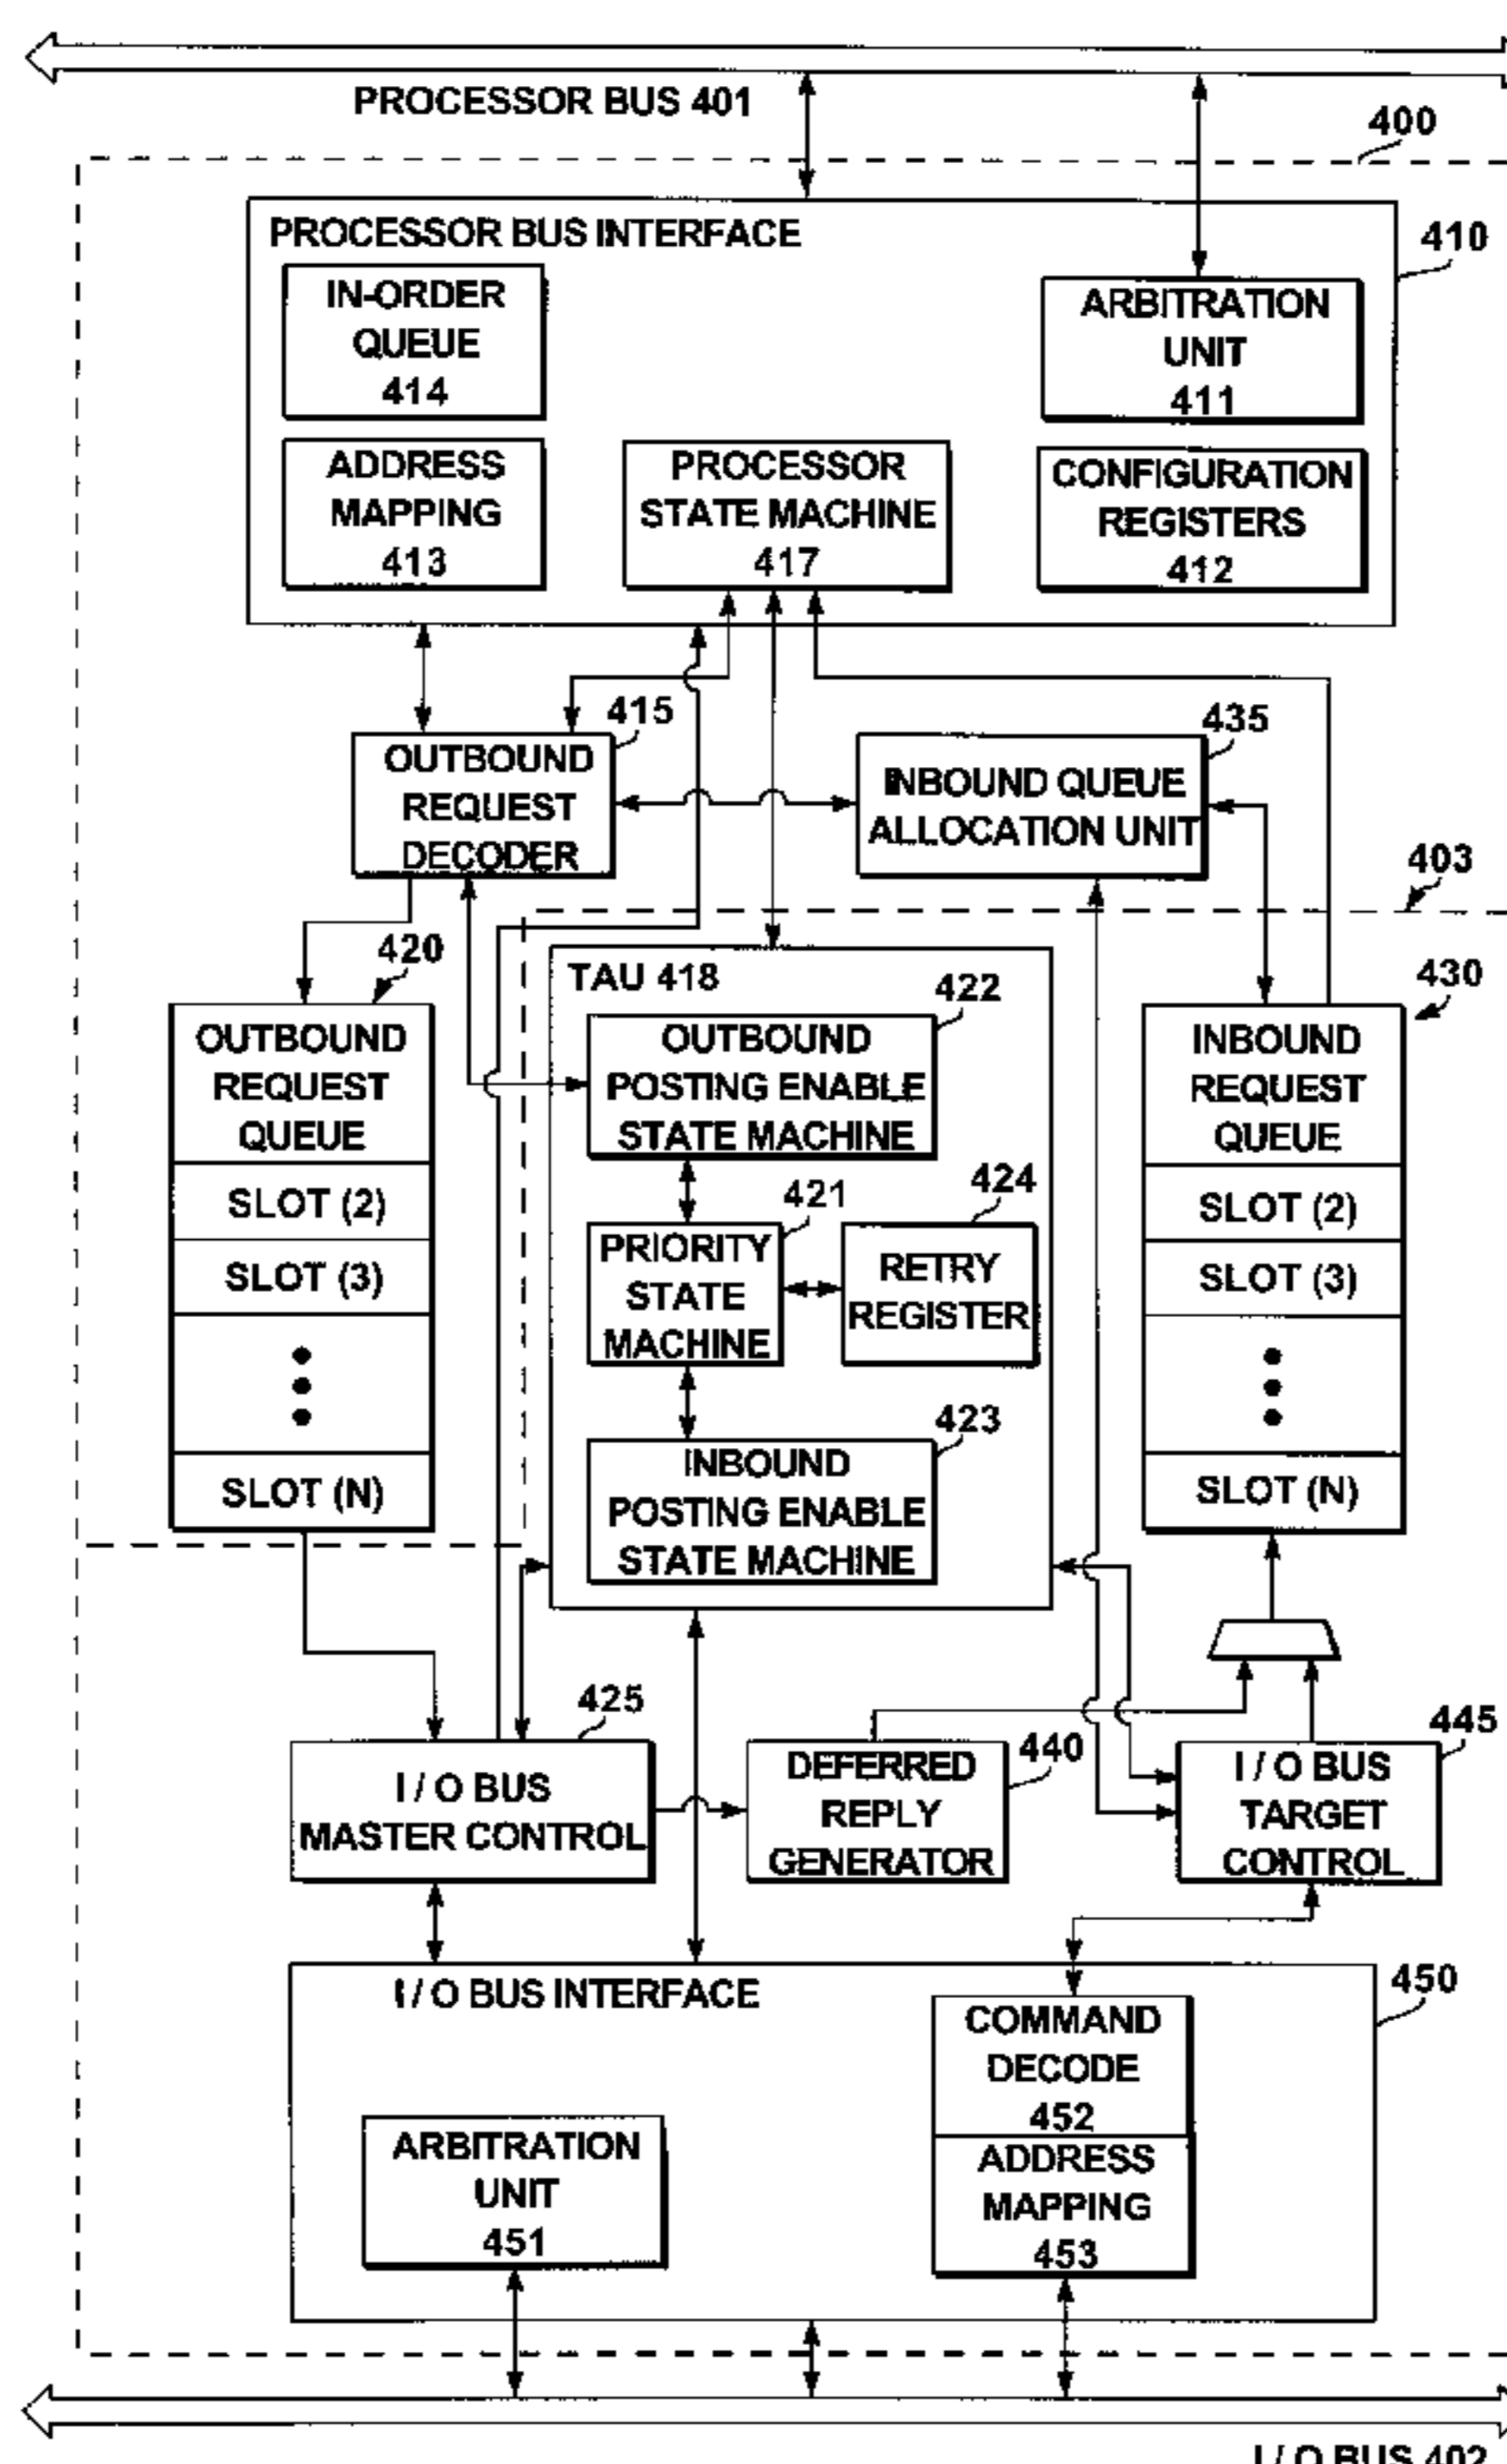 PROCESSOR BUS 401
400
PROCESSOR BUS INTERFACE
410
IN-ORDER
QUEUE
414
ARBITRATION
UNIT
411
ADDRESS
MAPPING
413
PROCESSOR
STATE MACHINE
417
CONFIGURATION
REGISTERS
412
415
OUTBOUND
REQUEST
DECODER
435
INBOUND QUEUE
ALLOCATION UNIT
403
420
OUTBOUND
REQUEST
QUEUE
SLOT (2)
SLOT (3)
SLOT (N)
TAU 418
422
OUTBOUND
POSTING ENABLE
STATE MACHINE
421
PRIORITY
STATE
MACHINE
424
RETRY
REGISTER
423
INBOUND
POSTING ENABLE
STATE MACHINE
430
INBOUND
REQUEST
QUEUE
SLOT (2)
SLOT (3)
SLOT (N)
425
I / O BUS
MASTER CONTROL
440
DEFERRED
REPLY
GENERATOR
445
I / O BUS
TARGET
CONTROL
I / O BUS INTERFACE
450
COMMAND
DECODE
452
ARBITRATION
UNIT
451
ADDRESS
MAPPING
453
I / O BUS 402